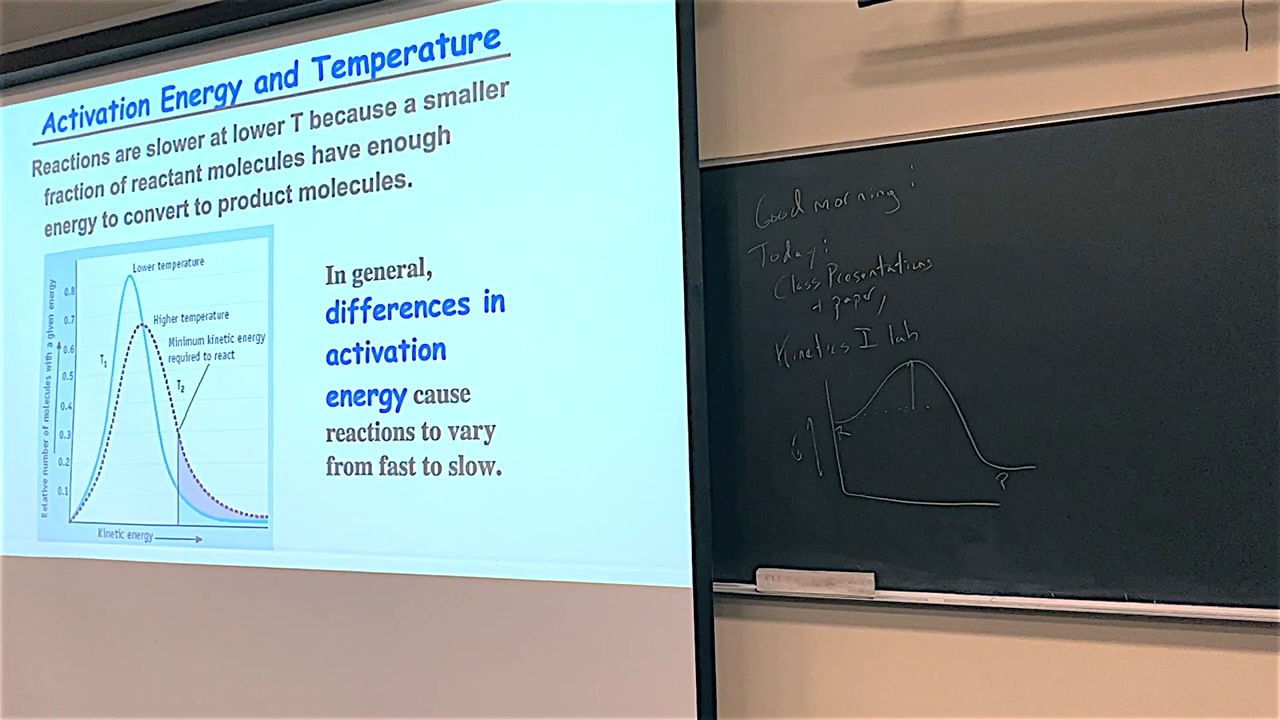 Activation Energy and Temperature
Reactions are slower at lower T because a smaller
fraction of reactant molecules have enough
energy to convert to product molecules.
Relative number of molecules with a given energy
0.8
0.7
0.6
0.5
0.4
0.3
0.2
0.1
Lower temperature
Higher temperature
Minimum kinetic energy
required to react
T1
T2
Kinetic energy
In general,
differences in
activation
energy cause
reactions to vary
from fast to slow.
Good morning!
Today:
Class Presentations
+ paper,
Kinetics I lab
R
P